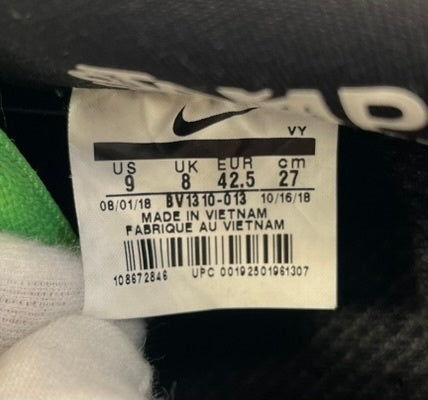 VY
US UK EUR cm
9 8 42.5 27
08/01/18 BV1310-013 10/16/18
MADE IN VIETNAM
FABRIQUE AU VIETNAM
108672846 UPC 00192501961307